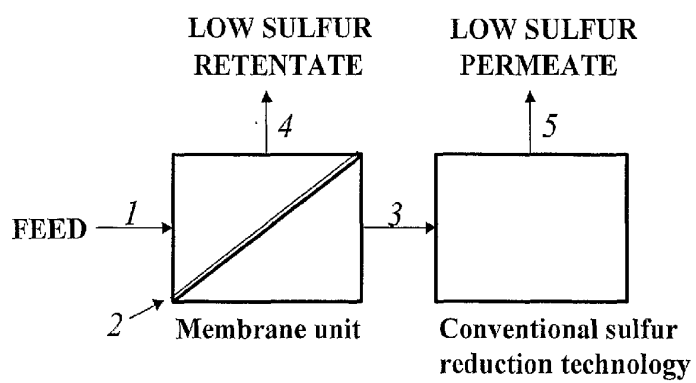 LOW SULFUR
RETENTATE
LOW SULFUR
PERMEATE
4
5
FEED
1
3
2
Membrane unit
Conventional sulfur
reduction technology